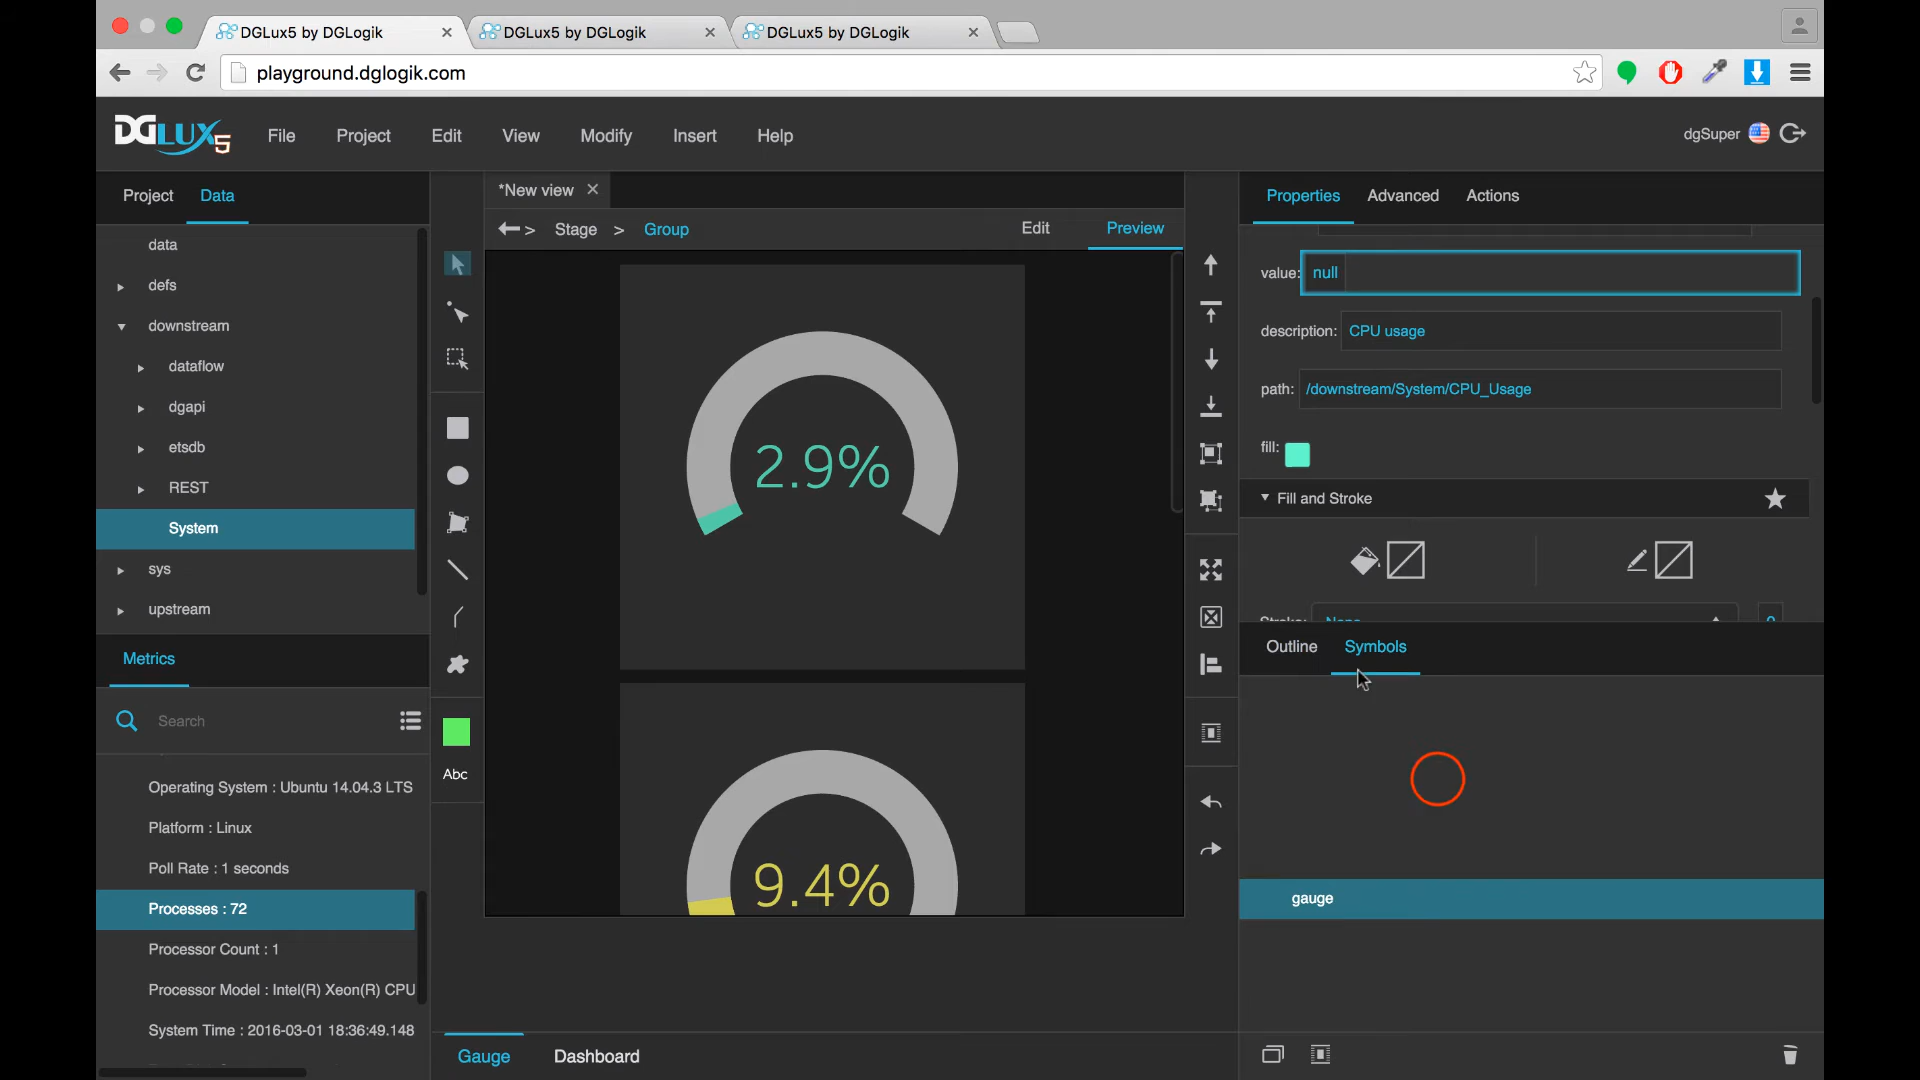 DGLux5 by DGLogik
DGLux5 by DGLogik
DGLux5 by DGLogik
playground.dglogik.com
DGLUX5
File Project Edit View Modify Insert Help
dgSuper
Project Data
data
defs
downstream
dataflow
dgapi
etsdb
REST
System
sys
upstream
Metrics
Search
Operating System : Ubuntu 14.04.3 LTS
Platform : Linux
Poll Rate : 1 seconds
Processes : 72
Processor Count : 1
Processor Model : Intel(R) Xeon(R) CPU
System Time : 2016-03-01 18:36:49.148
Abc
*New view
> Stage > Group
Edit Preview
2.9%
9.4%
Gauge Dashboard
Properties Advanced Actions
value: null
description: CPU usage
path: /downstream/System/CPU_Usage
fill:
Fill and Stroke
Stroke: None
Outline Symbols
gauge